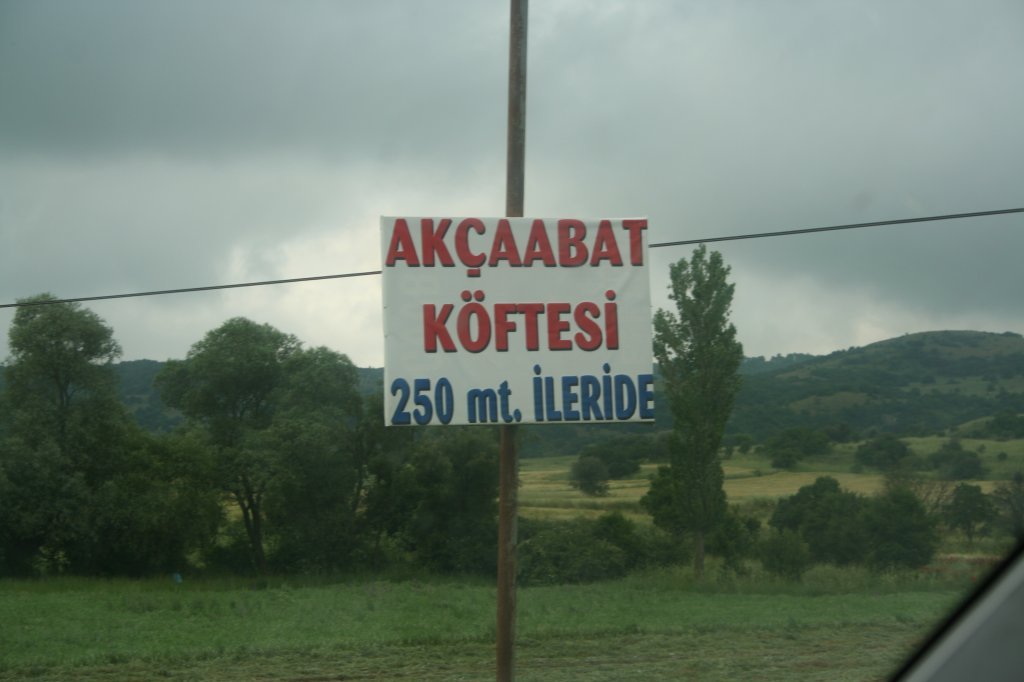 AKÇAABAT
KÖFTESİ
250 mt. İLERİDE